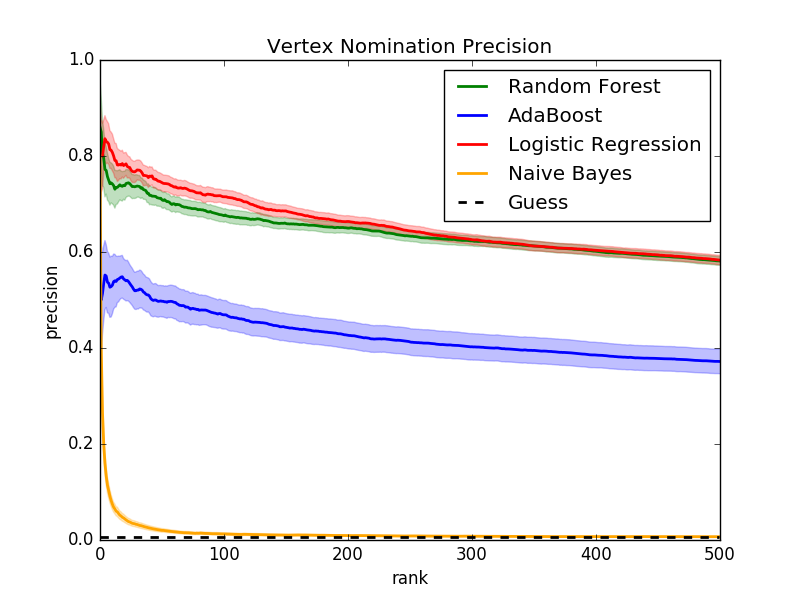 Vertex Nomination Precision
1.0
0.8
0.6
0.4
0.2
0.0
precision
Random Forest
AdaBoost
Logistic Regression
Naive Bayes
Guess
0 100 200 300 400 500
rank